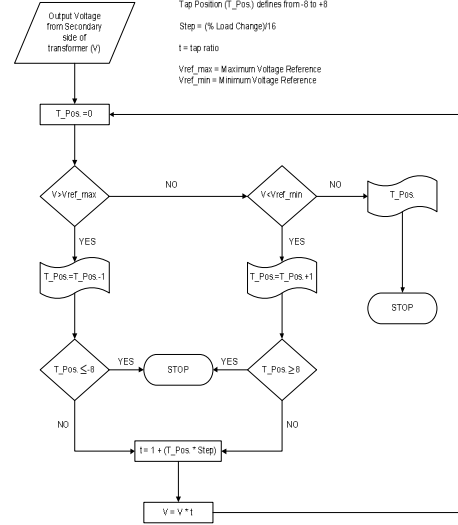 Output Voltage
from Secondary
side of
transformer (V)
Tap Position (T_Pos.) defines from -8 to +8
Step = (% Load Change)/16
t = tap ratio
Vref_max = Maximum Voltage Reference
Vref_min = Minimum Voltage Reference
T_Pos.=0
V>Vref_max
NO
V<Vref_min
NO
T_Pos.
YES
YES
T_Pos.=T_Pos.-1
T_Pos.=T_Pos.+1
STOP
T_Pos. ≤-8
YES
STOP
YES
T_Pos. ≥8
NO
NO
t = 1 + (T_Pos. * Step)
V = V * t